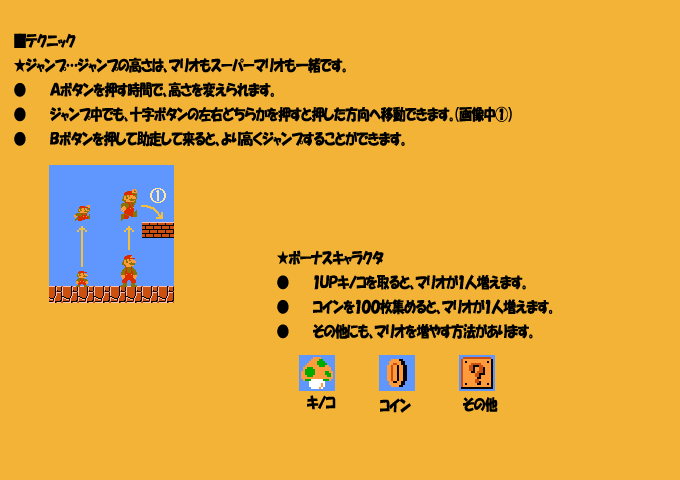 ■テクニック
★ジャンプ…ジャンプの高さは、マリオもスーパーマリオも一緒です。
● Aボタンを押す時間で、高さを変えられます。
● ジャンプ中でも、十字ボタンの左右どちらかを押すと押した方向へ移動できます。(画像中①)
● Bボタンを押して助走して来ると、より高くジャンプすることができます。
①
★ボーナスキャラクタ
● 1UPキノコを取ると、マリオが1人増えます。
● コインを100枚集めると、マリオが1人増えます。
● その他にも、マリオを増やす方法があります。
?
キノコ コイン その他